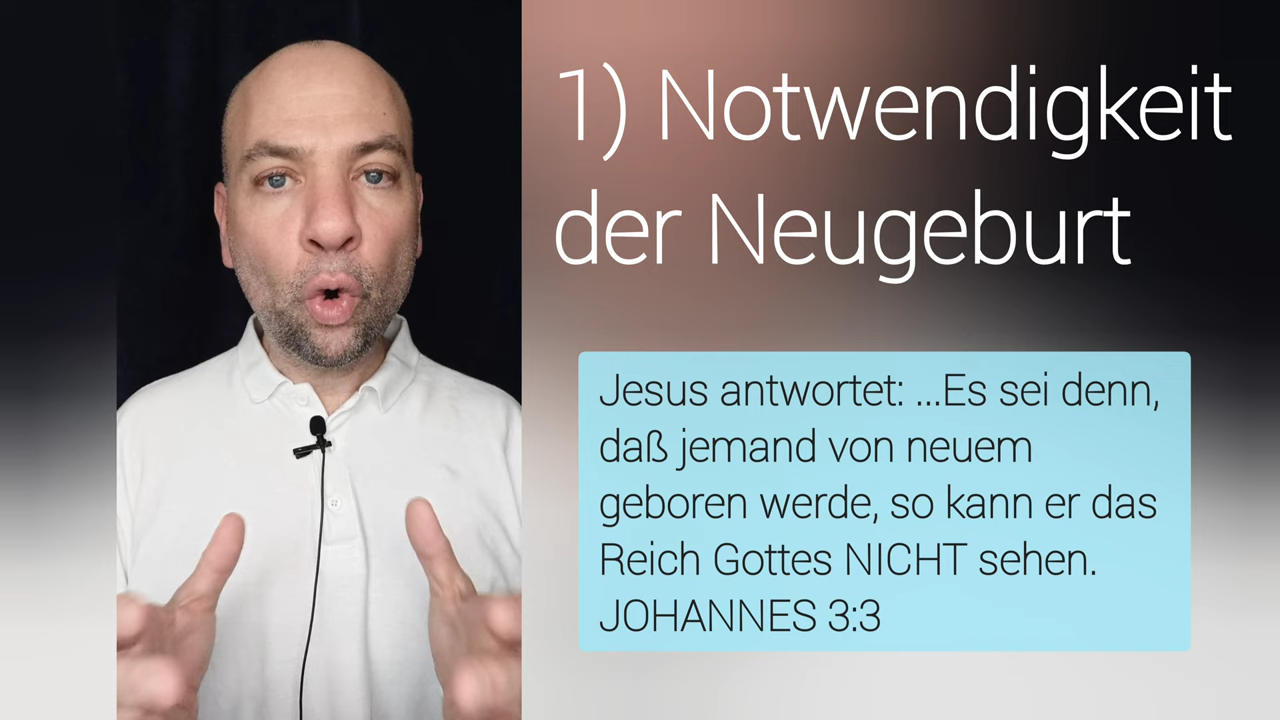 1) Notwendigkeit
der Neugeburt
Jesus antwortet: ...Es sei denn,
daß jemand von neuem
geboren werde, so kann er das
Reich Gottes NICHT sehen.
JOHANNES 3:3